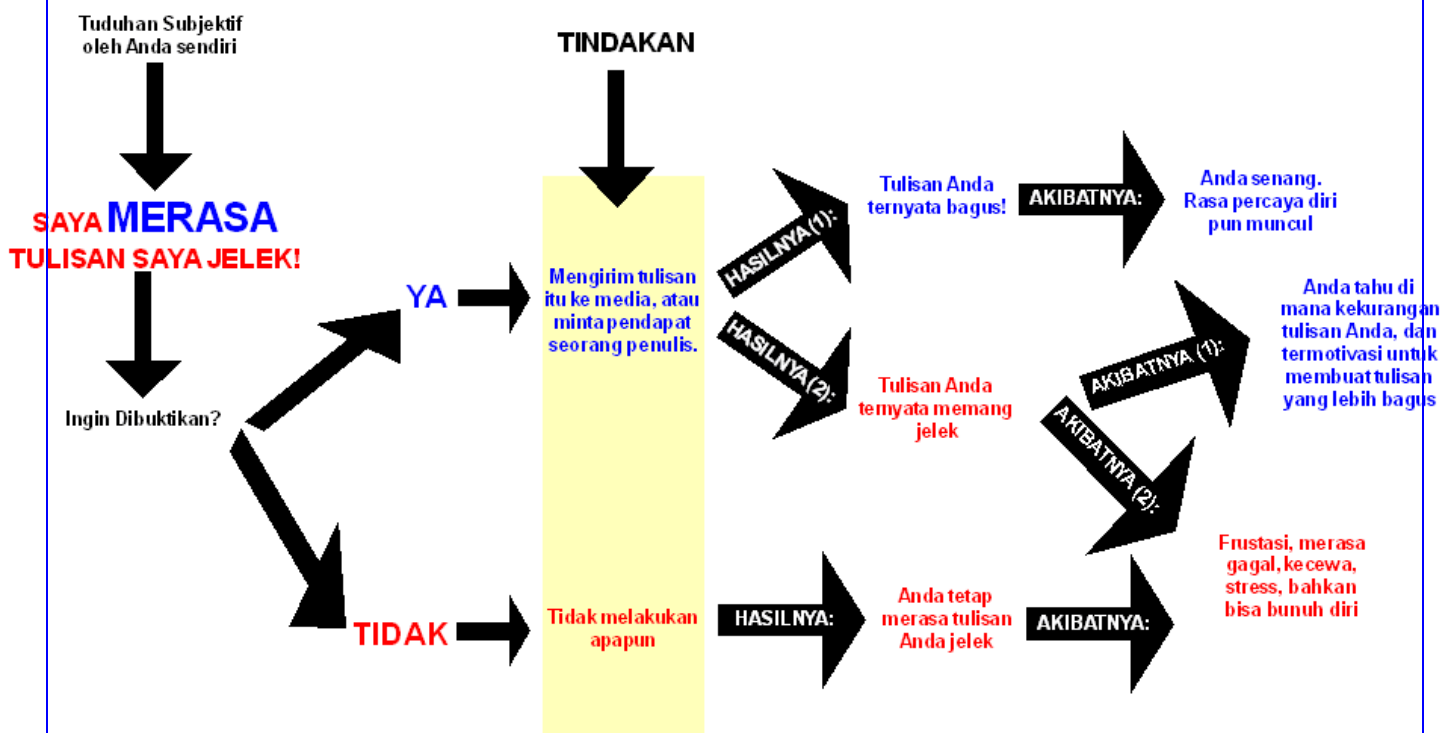 Tuduhan Subjektif
oleh Anda sendiri
SAYA MERASA
TULISAN SAYA JELEK!
Ingin Dibuktikan?
YA
TIDAK
TINDAKAN
Mengirim tulisan
itu ke media, atau
minta pendapat
seorang penulis.
Tidak melakukan
apapun
HASILNYA (1):
HASILNYA (2):
HASILNYA:
Tulisan Anda
ternyata bagus!
Tulisan Anda
ternyata memang
jelek
Anda tetap
merasa tulisan
Anda jelek
AKIBATNYA:
AKIBATNYA (1):
AKIBATNYA (2):
AKIBATNYA:
Anda senang.
Rasa percaya diri
pun muncul
Anda tahu di
mana kekurangan
tulisan Anda, dan
termotivasi untuk
membuat tulisan
yang lebih bagus
Frustasi, merasa
gagal, kecewa,
stress, bahkan
bisa bunuh diri